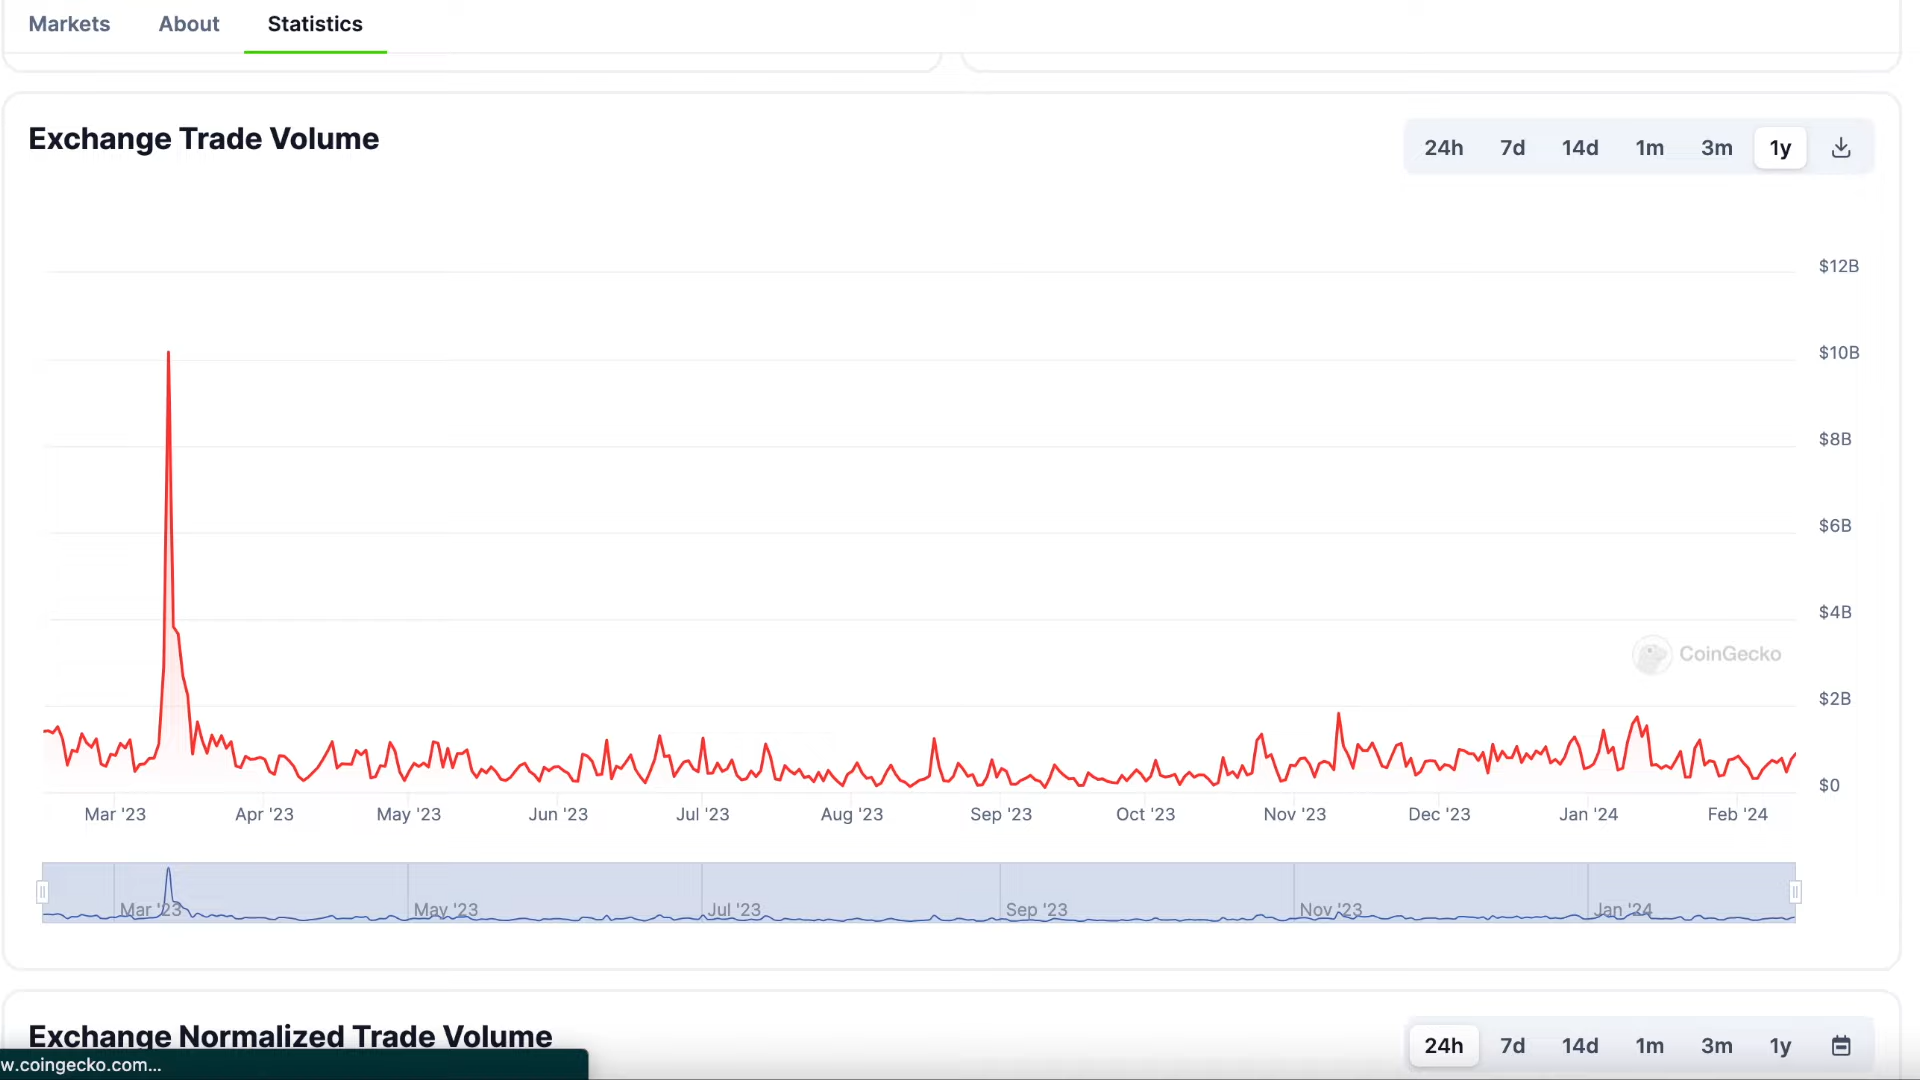 Markets About Statistics
Exchange Trade Volume
24h 7d 14d 1m 3m 1y
$12B
$10B
$8B
$6B
$4B
CoinGecko
$2B
$0
Mar '23 Apr '23 May '23 Jun '23 Jul '23 Aug '23 Sep '23 Oct '23 Nov '23 Dec '23 Jan '24 Feb '24
Mar '23 May '23 Jul '23 Sep '23 Nov '23 Jan '24
Exchange Normalized Trade Volume
24h 7d 14d 1m 3m 1y
w.coingecko.com...